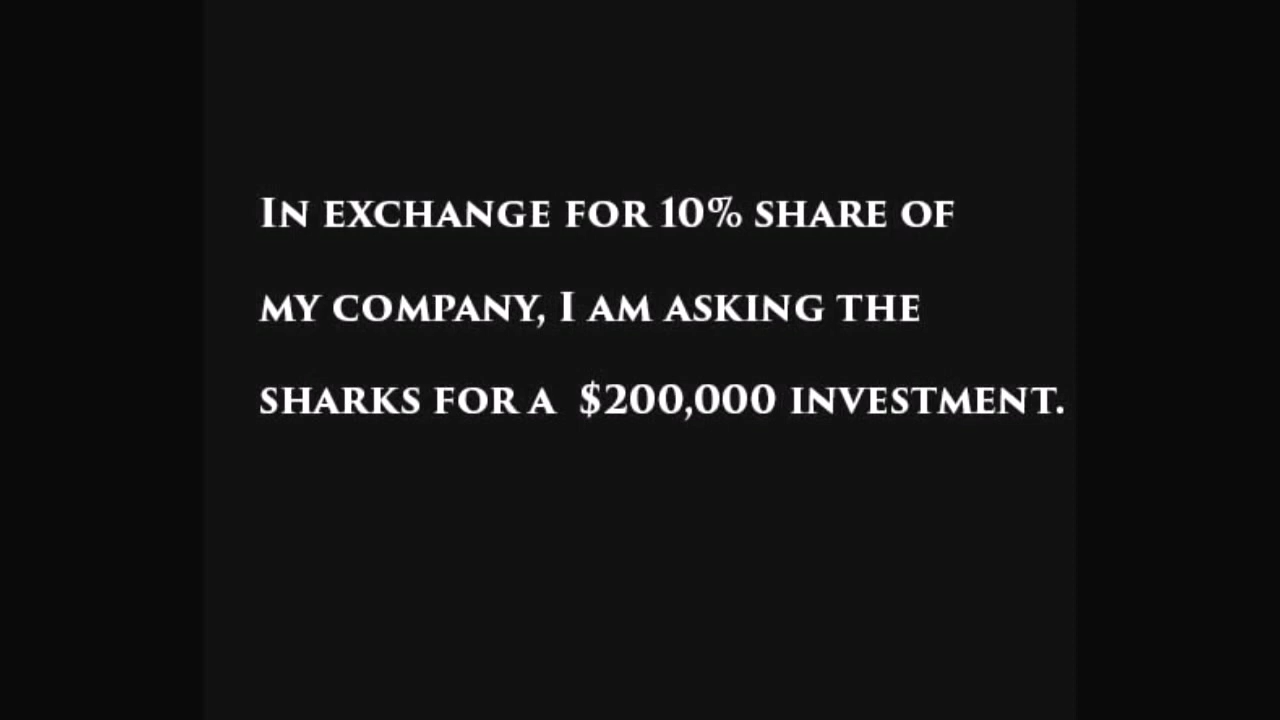 In exchange for 10% share of
my company, I am asking the
sharks for a  $200,000 investment.